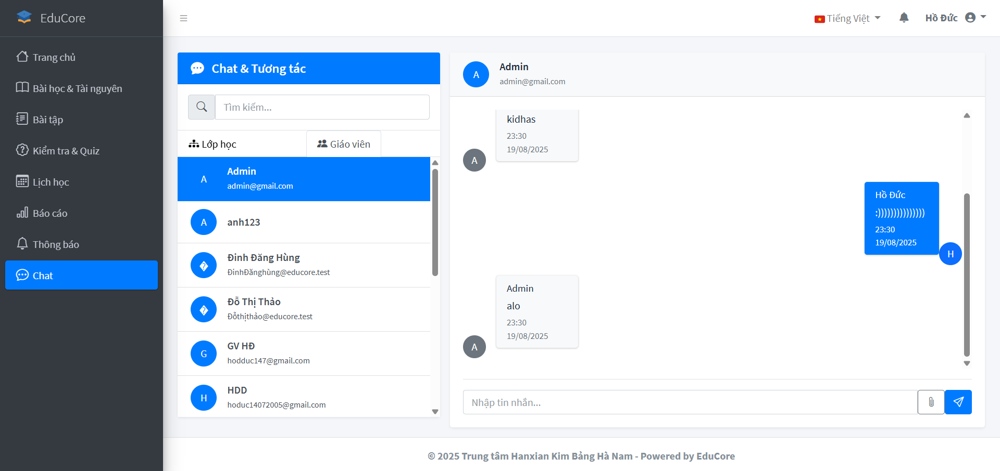 EduCore
Trang chủ
Bài học & Tài nguyên
Bài tập
Kiểm tra & Quiz
Lịch học
Báo cáo
Thông báo
Chat
Tiếng Việt
Hồ Đức
Chat & Tương tác
Tìm kiếm...
Lớp học
Giáo viên
A
Admin
admin@gmail.com
A
anh123
�
Đinh Đăng Hùng
ĐinhĐănghùng@educore.test
�
Đỗ Thị Thảo
Đỗthịthảo@educore.test
G
GV HĐ
hodduc147@gmail.com
H
HDD
hoduc14072005@gmail.com
A
Admin
admin@gmail.com
kidhas
23:30
19/08/2025
A
Hồ Đức
:)))))))))))))))
23:30
19/08/2025
H
Admin
alo
23:30
19/08/2025
A
Nhập tin nhắn...
© 2025 Trung tâm Hanxian Kim Bảng Hà Nam - Powered by EduCore